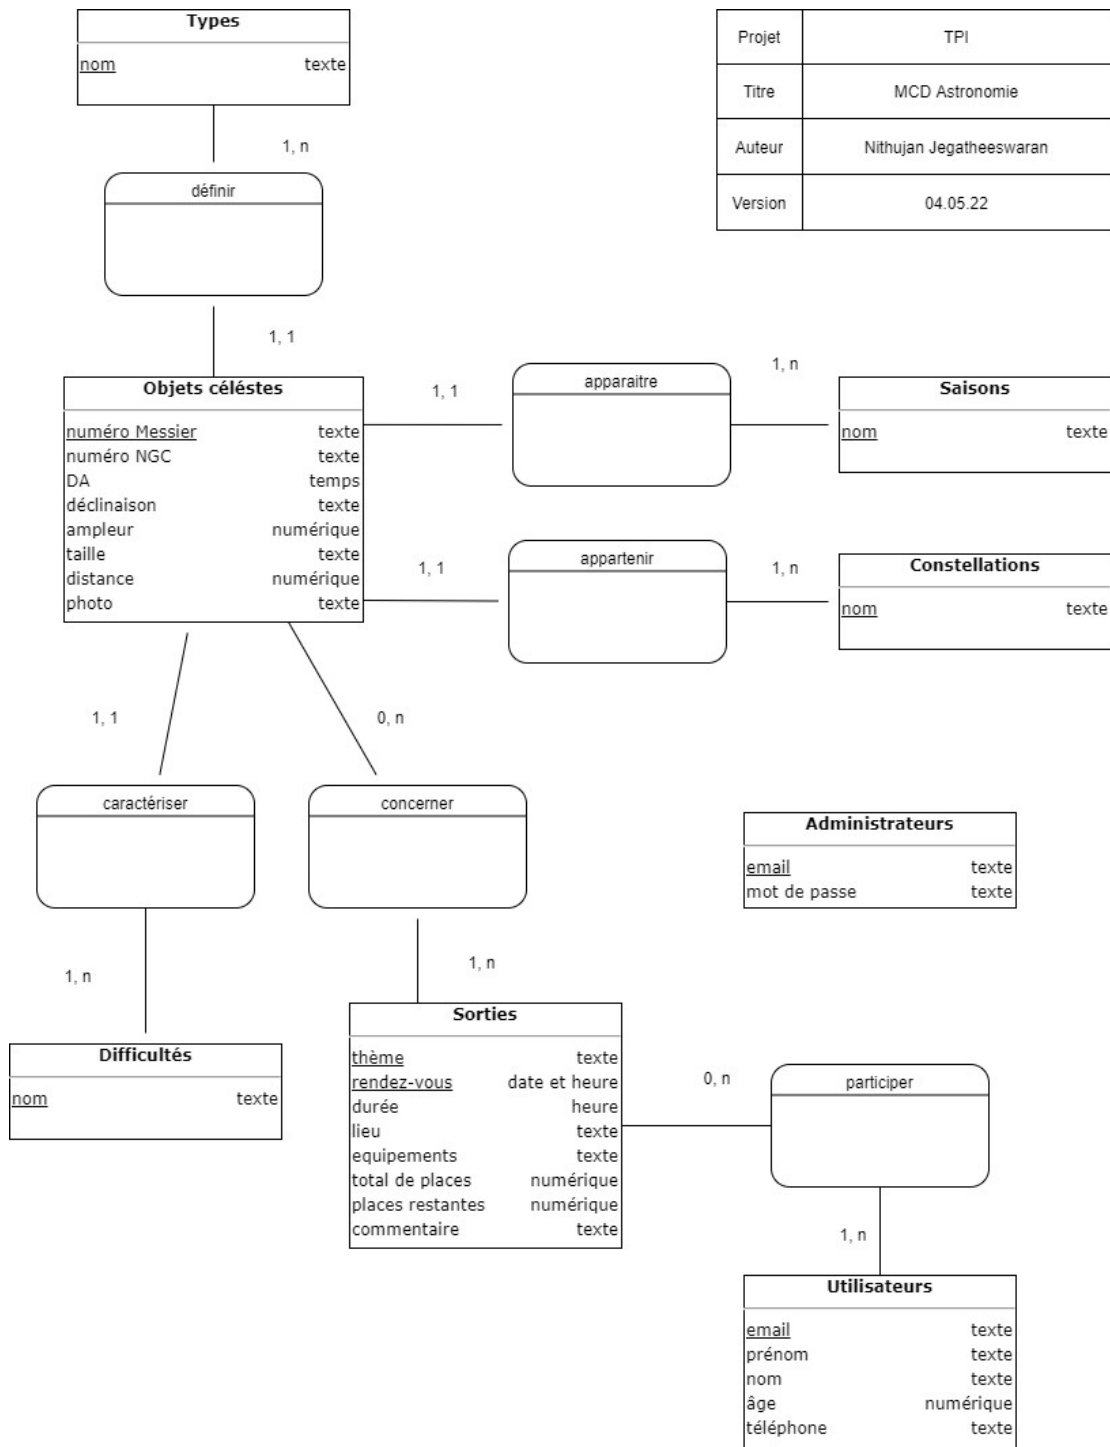 Types
nom texte
Projet TPI
Titre MCD Astronomie
Auteur Nithujan Jegatheeswaran
Version 04.05.22
1, n
définir
1, 1
Objets céléstes
numéro Messier texte
numéro NGC texte
DA temps
déclinaison texte
ampleur numérique
taille texte
distance numérique
photo texte
1, 1
apparaitre
1, n
Saisons
nom texte
1, 1
appartenir
1, n
Constellations
nom texte
1, 1
0, n
caractériser
concerner
Administrateurs
email texte
mot de passe texte
1, n
1, n
Difficultés
nom texte
Sorties
thème texte
rendez-vous date et heure
durée heure
lieu texte
equipements texte
total de places numérique
places restantes numérique
commentaire texte
0, n
participer
1, n
Utilisateurs
email texte
prénom texte
nom texte
âge numérique
téléphone texte